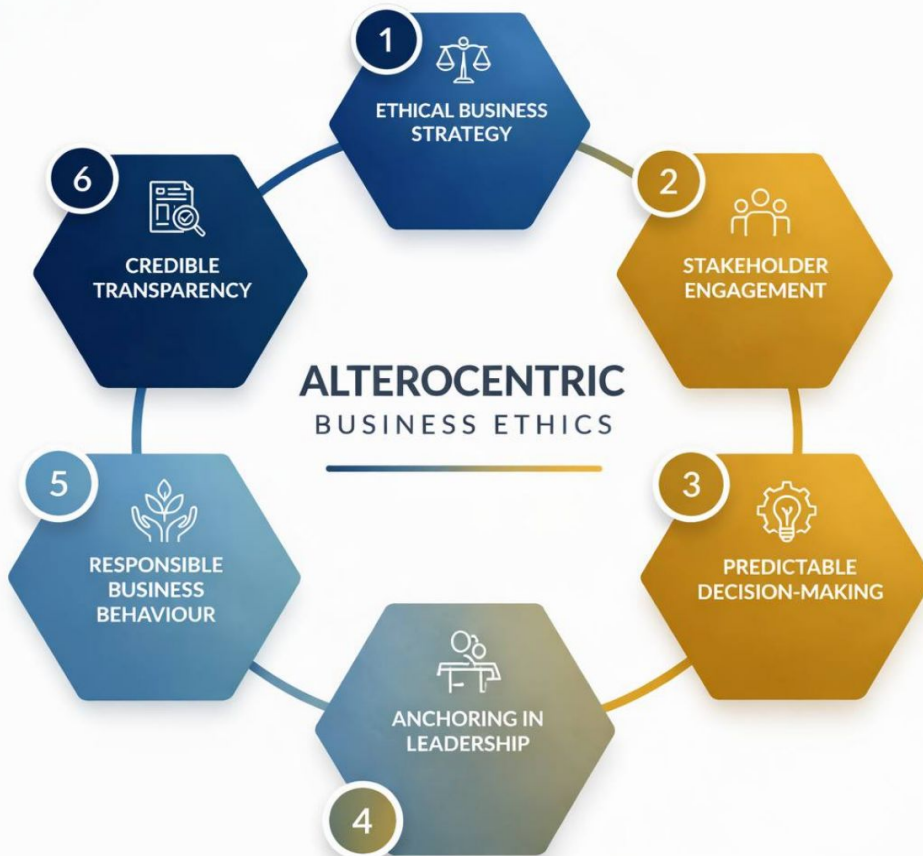 1
ETHICAL BUSINESS
STRATEGY
2
STAKEHOLDER
ENGAGEMENT
3
PREDICTABLE
DECISION-MAKING
4
ANCHORING IN
LEADERSHIP
5
RESPONSIBLE
BUSINESS
BEHAVIOUR
6
CREDIBLE
TRANSPARENCY
ALTEROCENTRIC
BUSINESS ETHICS